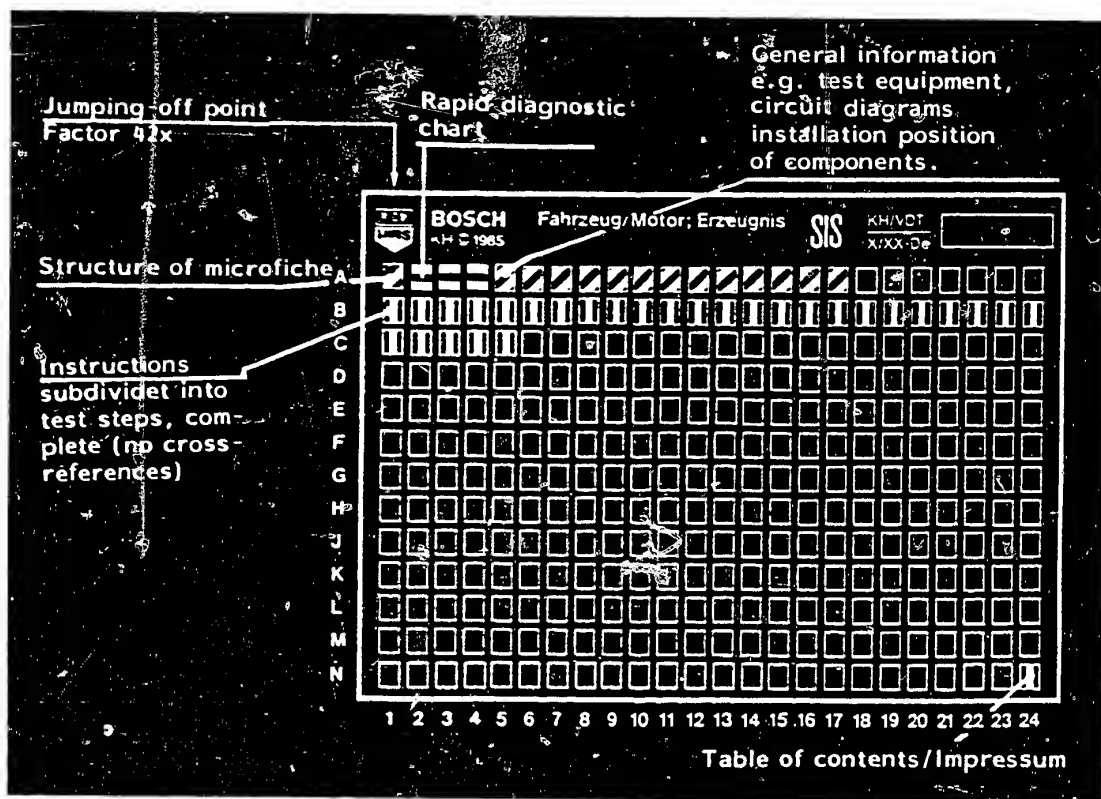 General information
e.g. test equipment,
circuit diagrams
installation position
of components.
Jumping off point
Factor 42x
Rapid diagnostic
chart
BOSCH
KH © 1985
Fahrzeug/Motor; Erzeugnis
SIS
KH/VDT
X/XX-De
Structure of microfiche
A
B
C
Instructions
subdividet into
test steps, com-
plete (no cross-
references)
D
E
F
G
H
J
K
L
M
N
1 2 3 4 5 6 7 8 9 10 11 12 13 14 15 16 17 18 19 20 21 22 23 24
Table of contents/Impressum